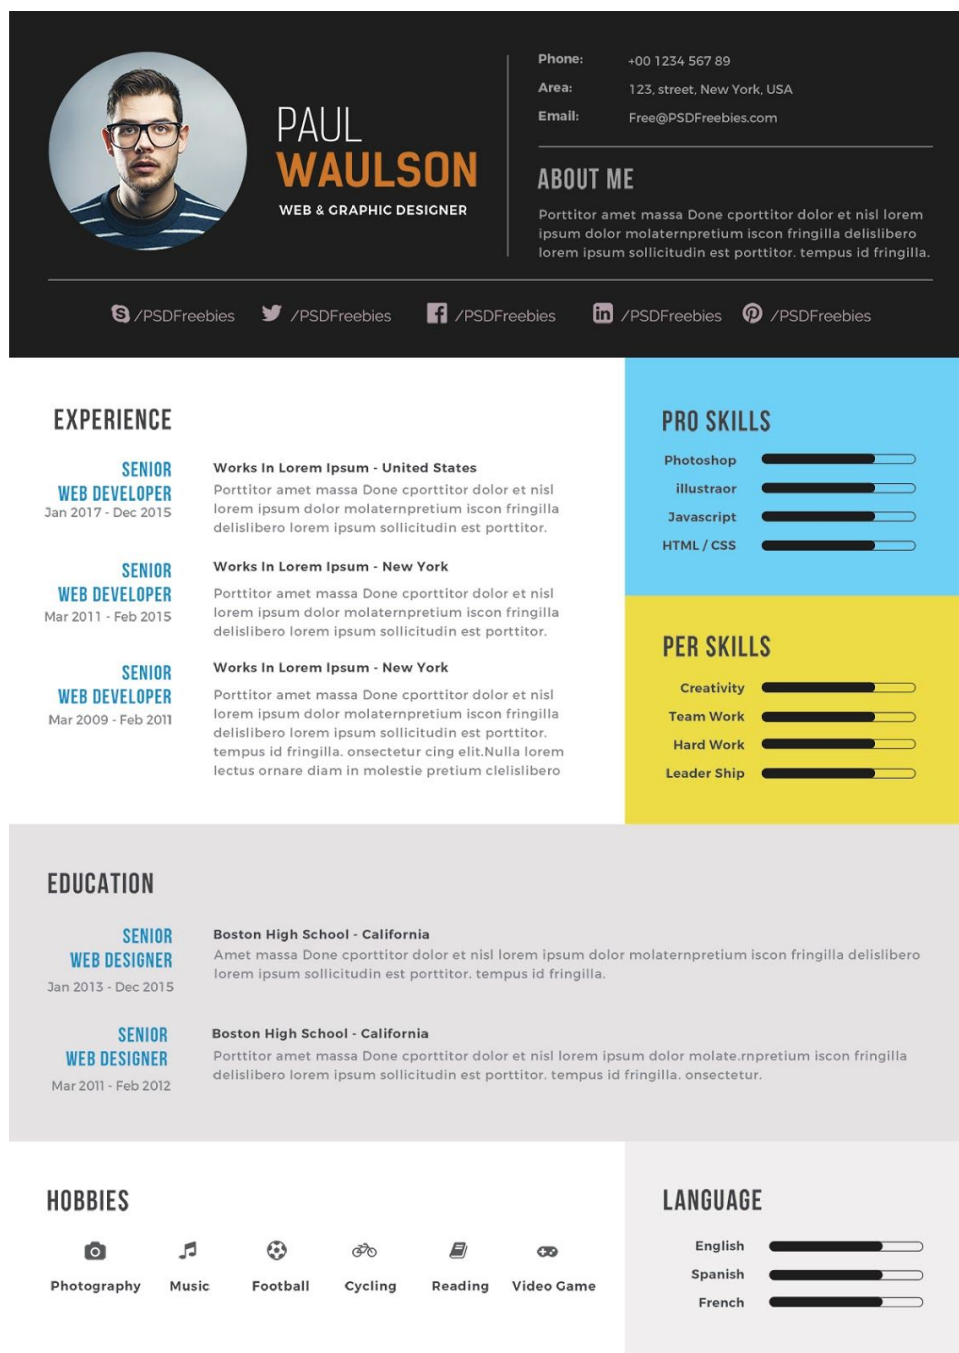 PAUL
WAULSON
WEB & GRAPHIC DESIGNER
Phone: +00 1234 567 89
Area: 123, street, New York, USA
Email: Free@PSDFreebies.com
ABOUT ME
Porttitor amet massa Done cporttitor dolor et nisl lorem
ipsum dolor molaternpretium iscon fringilla delislibero
lorem ipsum sollicitudin est porttitor. tempus id fringilla.
/PSDFreebies /PSDFreebies /PSDFreebies /PSDFreebies /PSDFreebies
EXPERIENCE
SENIOR
WEB DEVELOPER
Jan 2017 - Dec 2015
Works In Lorem Ipsum - United States
Porttitor amet massa Done cporttitor dolor et nisl
lorem ipsum dolor molaternpretium iscon fringilla
delislibero lorem ipsum sollicitudin est porttitor.
SENIOR
WEB DEVELOPER
Mar 2011 - Feb 2015
Works In Lorem Ipsum - New York
Porttitor amet massa Done cporttitor dolor et nisl
lorem ipsum dolor molaternpretium iscon fringilla
delislibero lorem ipsum sollicitudin est porttitor.
SENIOR
WEB DEVELOPER
Mar 2009 - Feb 2011
Works In Lorem Ipsum - New York
Porttitor amet massa Done cporttitor dolor et nisl
lorem ipsum dolor molaternpretium iscon fringilla
delislibero lorem ipsum sollicitudin est porttitor.
tempus id fringilla. onsectetur cing elit.Nulla lorem
lectus ornare diam in molestie pretium clelislibero
PRO SKILLS
Photoshop
illustraor
Javascript
HTML / CSS
PER SKILLS
Creativity
Team Work
Hard Work
Leader Ship
EDUCATION
SENIOR
WEB DESIGNER
Jan 2013 - Dec 2015
Boston High School - California
Amet massa Done cporttitor dolor et nisl lorem ipsum dolor molaternpretium iscon fringilla delislibero
lorem ipsum sollicitudin est porttitor. tempus id fringilla.
SENIOR
WEB DESIGNER
Mar 2011 - Feb 2012
Boston High School - California
Porttitor amet massa Done cporttitor dolor et nisl lorem ipsum dolor molate.rnpretium iscon fringilla
delislibero lorem ipsum sollicitudin est porttitor. tempus id fringilla. onsectetur.
HOBBIES
Photography Music Football Cycling Reading Video Game
LANGUAGE
English
Spanish
French